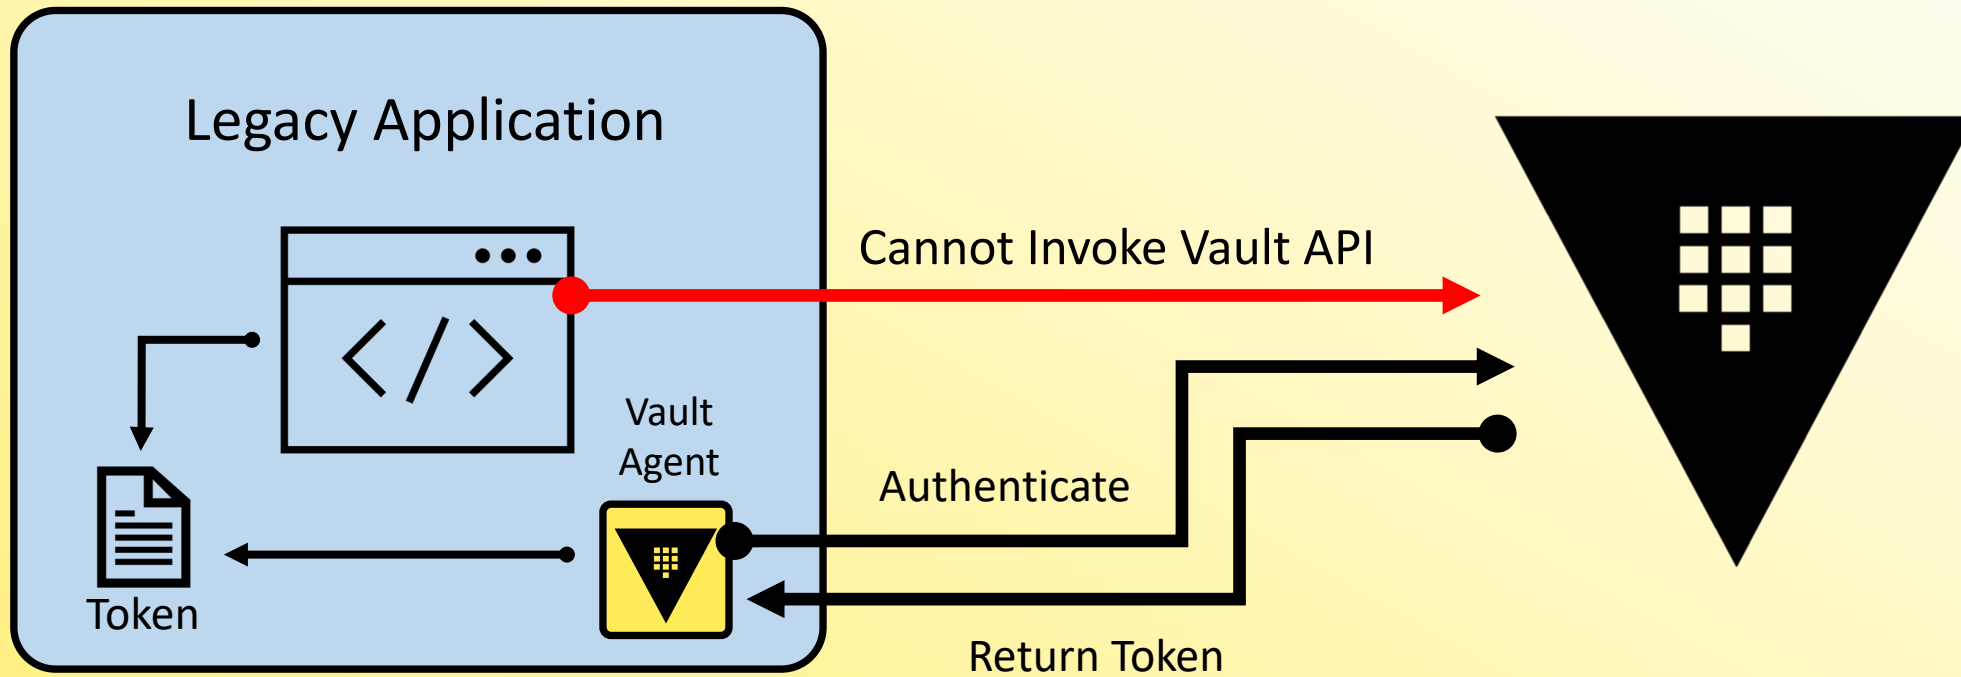 Legacy Application
Cannot Invoke Vault API
Vault
Agent
Authenticate
Token
Return Token